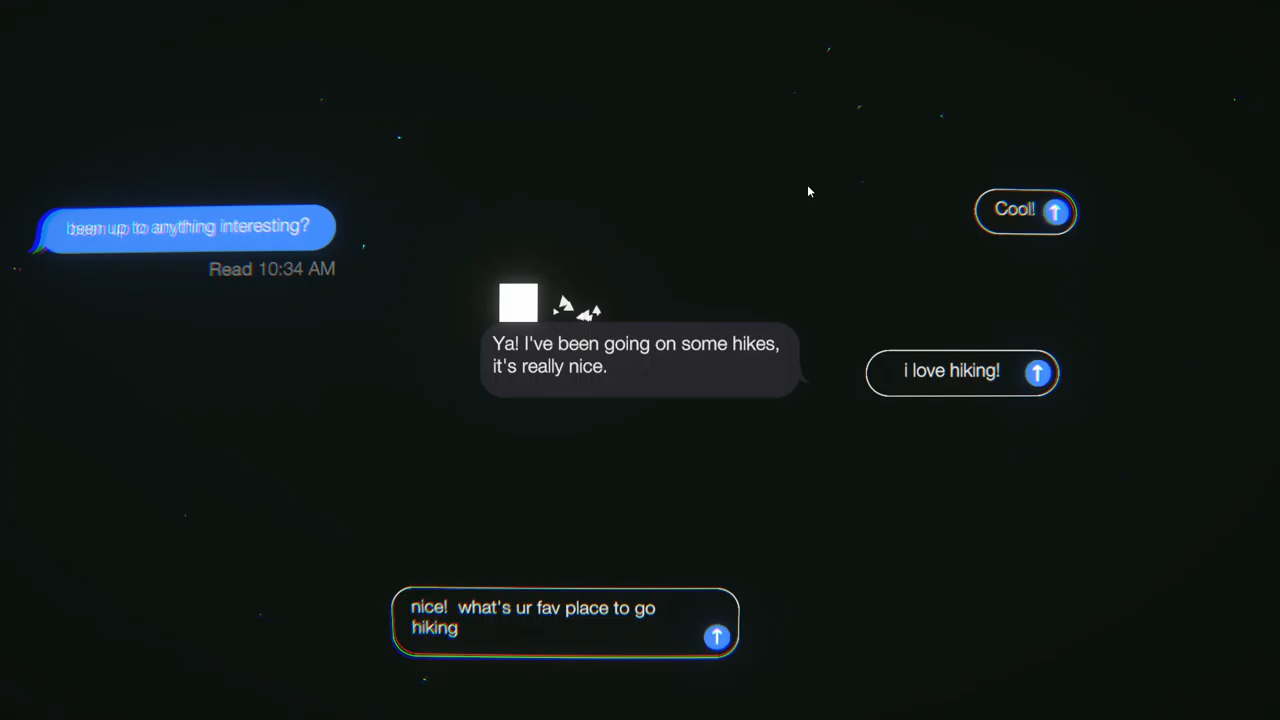 been up to anything interesting?
Read 10:34 AM
Cool!
Ya! I've been going on some hikes,
it's really nice.
i love hiking!
nice!  what's ur fav place to go
hiking